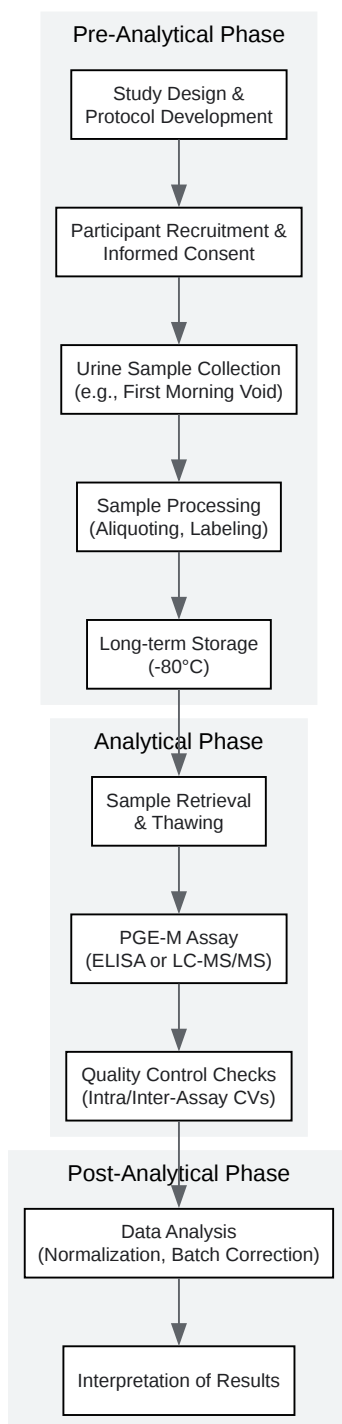 Pre-Analytical Phase
Study Design &
Protocol Development
Participant Recruitment &
Informed Consent
Urine Sample Collection
(e.g., First Morning Void)
Sample Processing
(Aliquoting, Labeling)
Long-term Storage
(-80°C)
Analytical Phase
Sample Retrieval
& Thawing
PGE-M Assay
(ELISA or LC-MS/MS)
Quality Control Checks
(Intra/Inter-Assay CVs)
Post-Analytical Phase
Data Analysis
(Normalization, Batch Correction)
Interpretation of Results